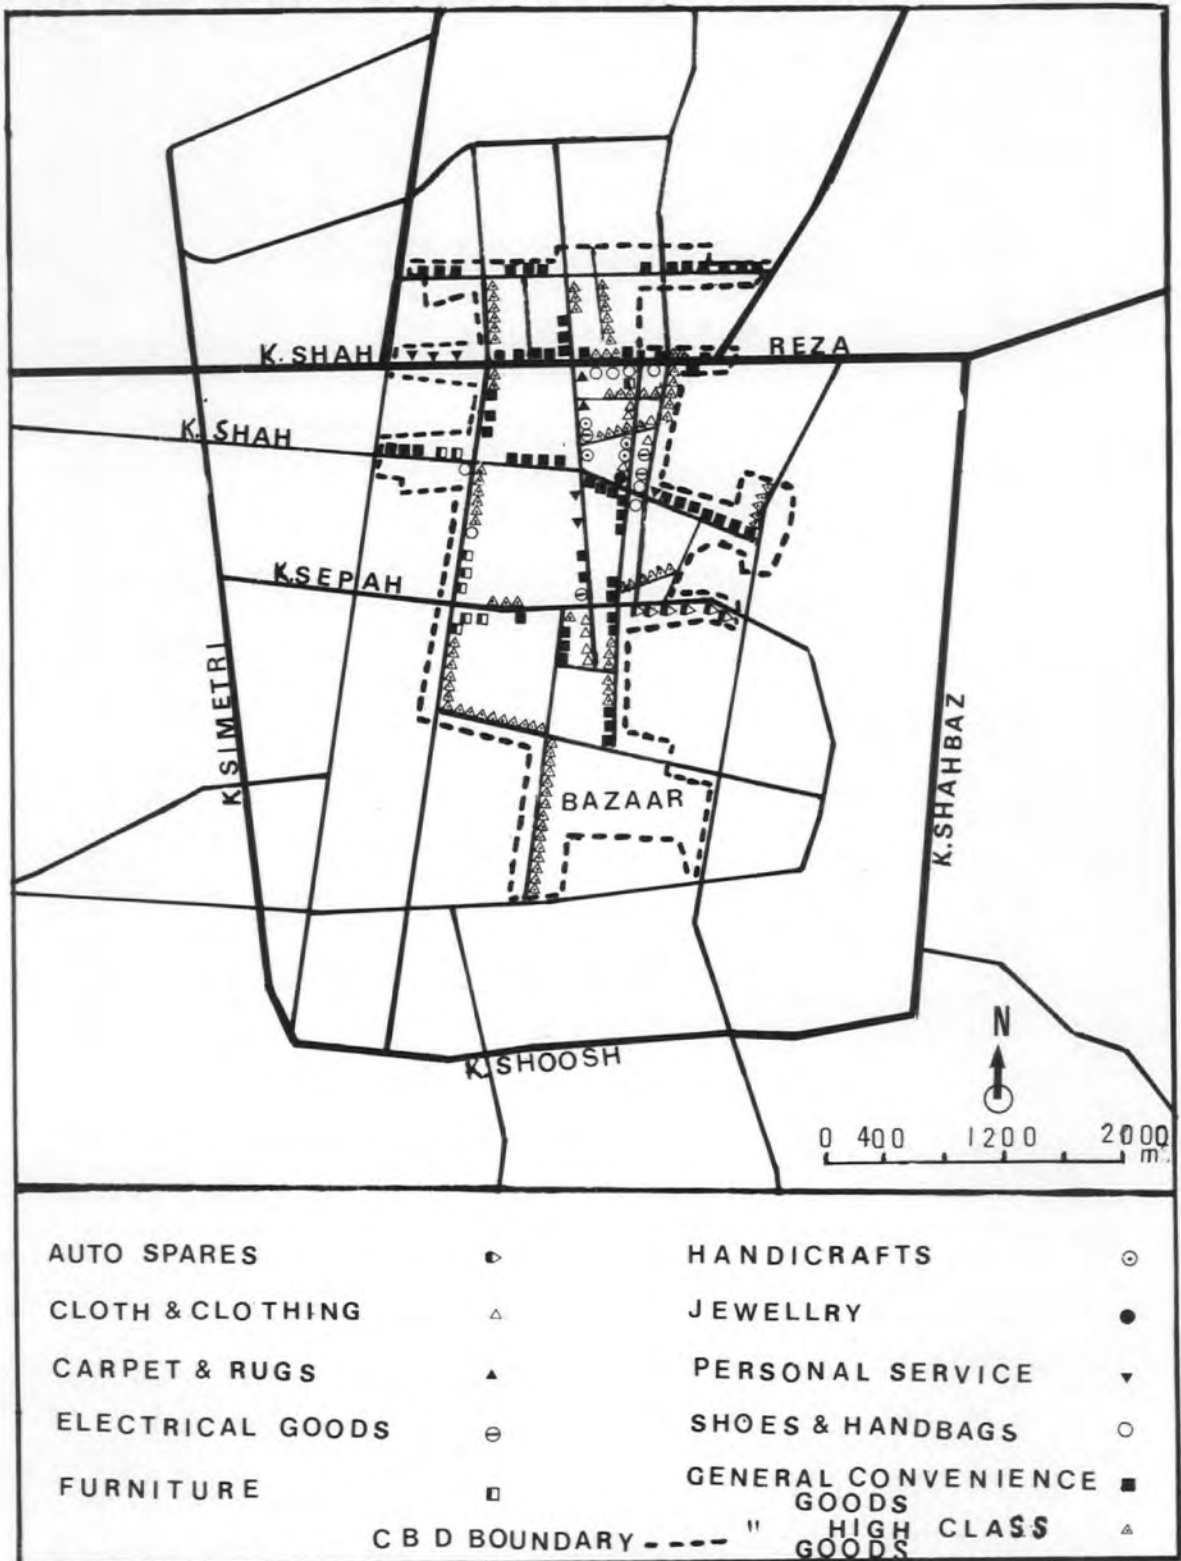 K. SHAH
REZA
K. SHAH
K.SEPAH
K SIMETRI
K.SHAHBAZ
BAZAAR
K.SHOOSH
N
0 400 1200 2000
m.
AUTO SPARES
CLOTH & CLOTHING
CARPET & RUGS
ELECTRICAL GOODS
FURNITURE
HANDICRAFTS
JEWELLRY
PERSONAL SERVICE
SHOES & HANDBAGS
GENERAL CONVENIENCE
GOODS
" HIGH CLASS
GOODS
CBD BOUNDARY